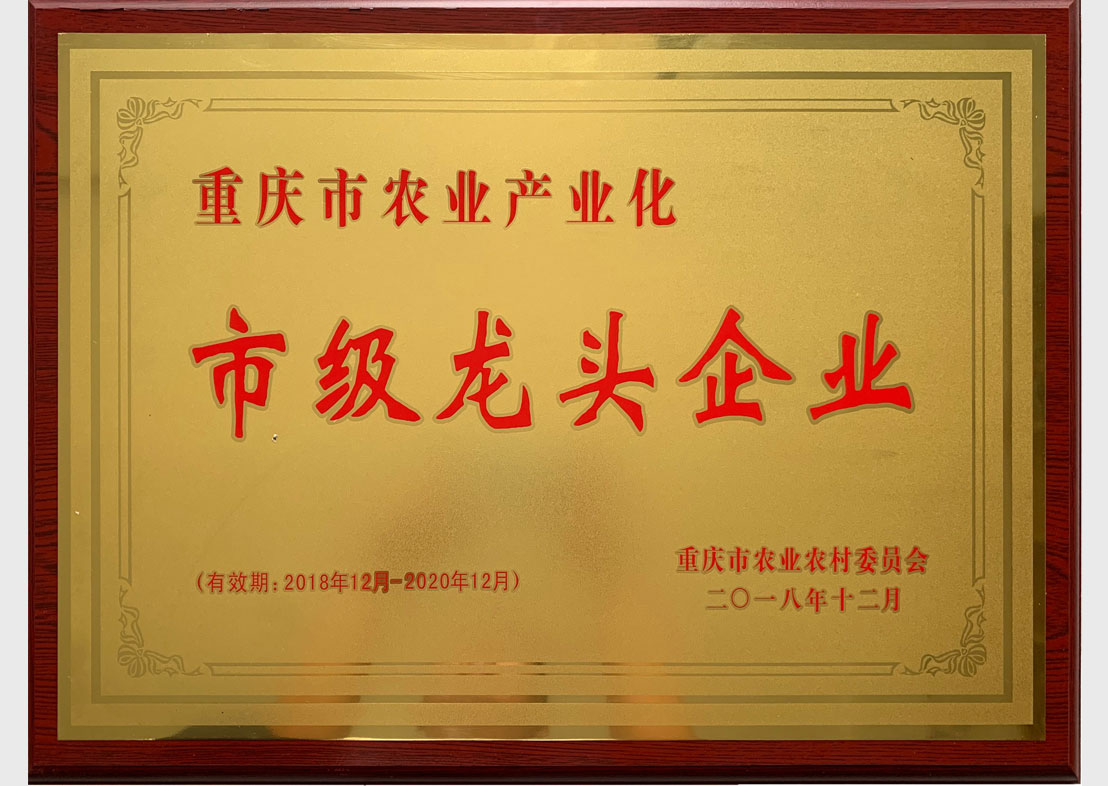 重庆市农业产业化
市级龙头企业
(有效期:2018年12月-2020年12月)
重庆市农业农村委员会
二〇一八年十二月